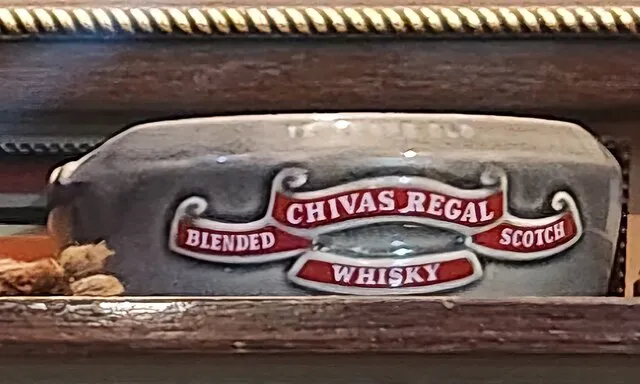 CHIVAS REGAL
BLENDED SCOTCH
WHISKY